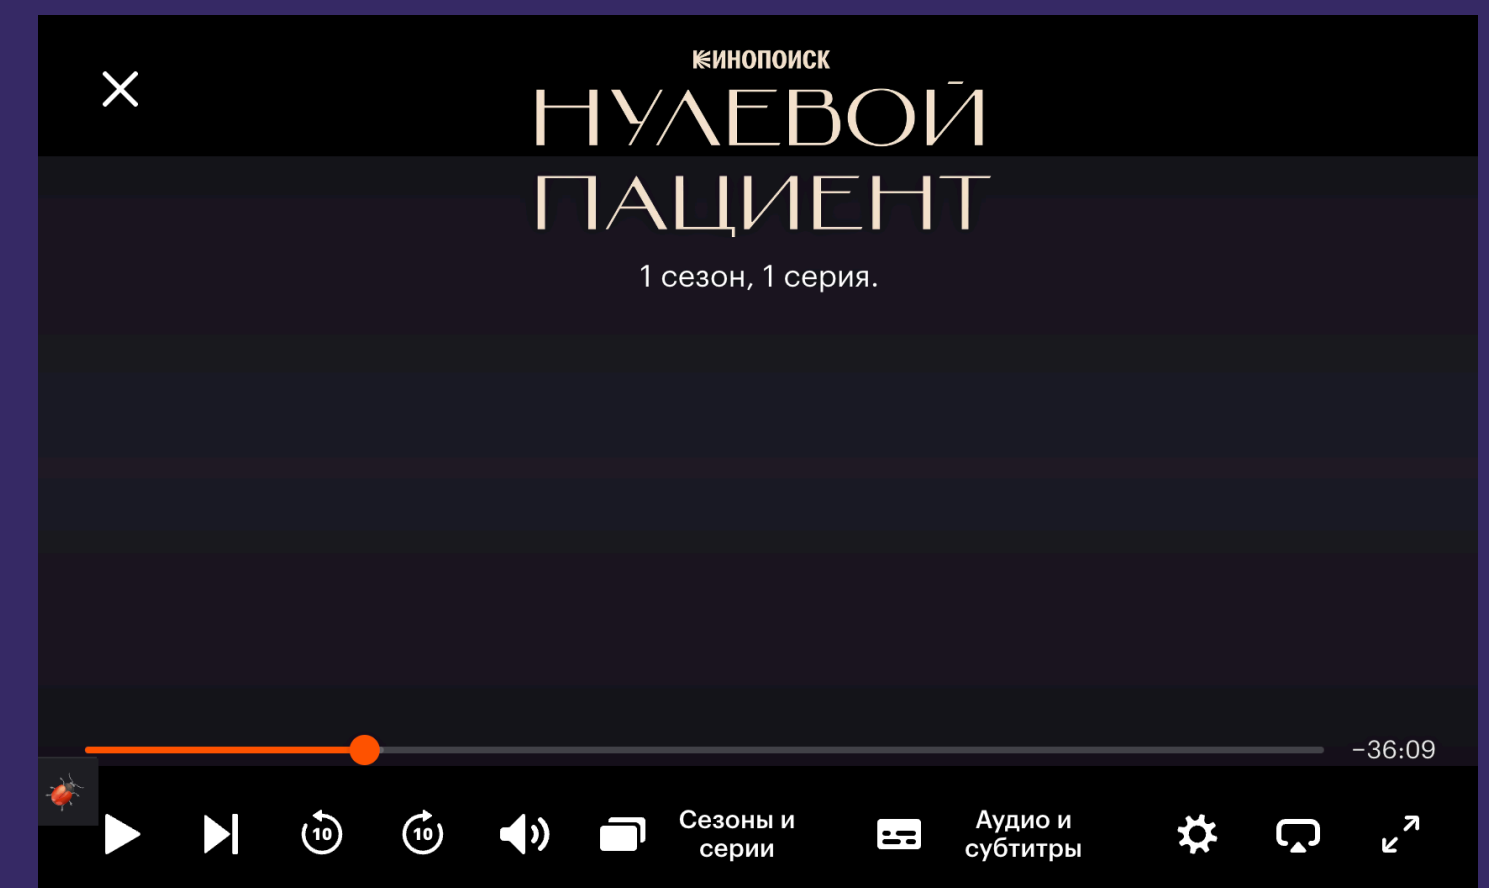 КИНОПОИСК
НУЛЕВОЙ
ПАЦИЕНТ
1 сезон, 1 серия.
−36:09
10
10
Сезоны и
серии
Аудио и
субтитры